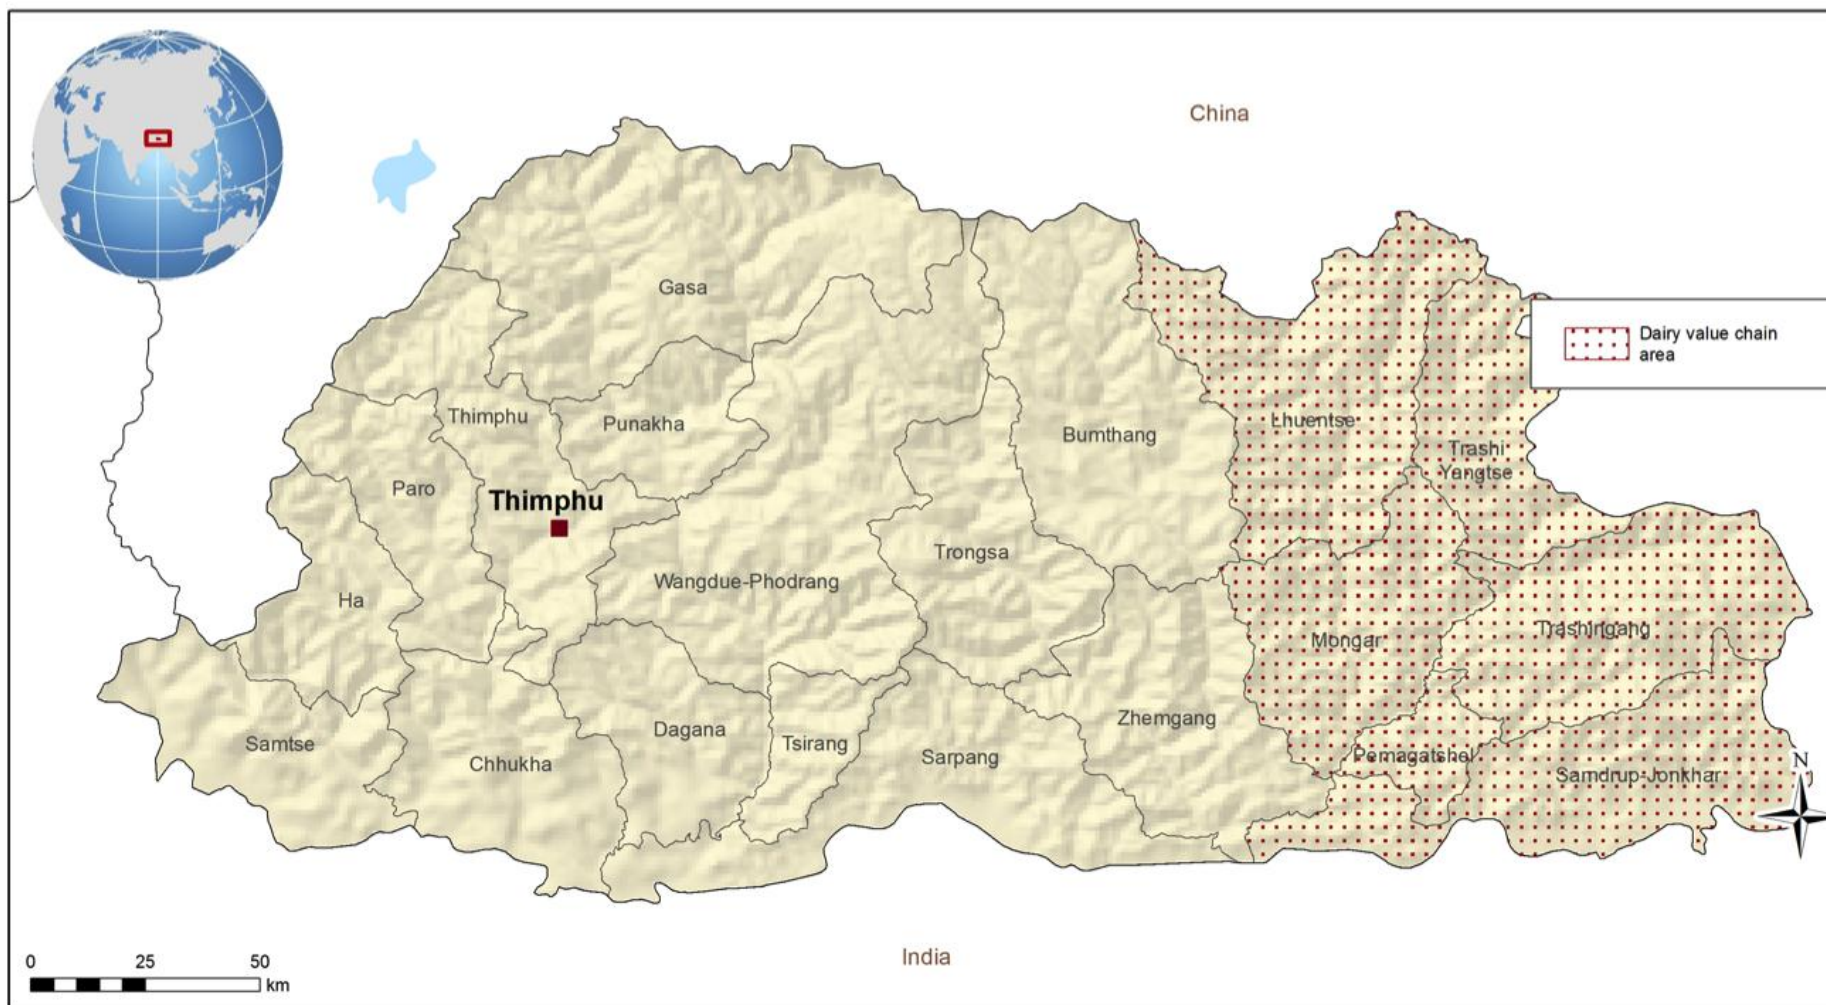 China
Gasa
Dairy value chain
area
Thimphu
Punakha
Lhuentse
Bumthang
Trashi
Yangtse
Paro
Thimphu
Trongsa
Wangdue-Phodrang
Ha
Trashingang
Mongar
Zhemgang
Dagana
Tsirang
Samtse
Sarpang
Pemagatshel
Chhukha
Samdrup-Jonkhar
N
India
0 25 50
km